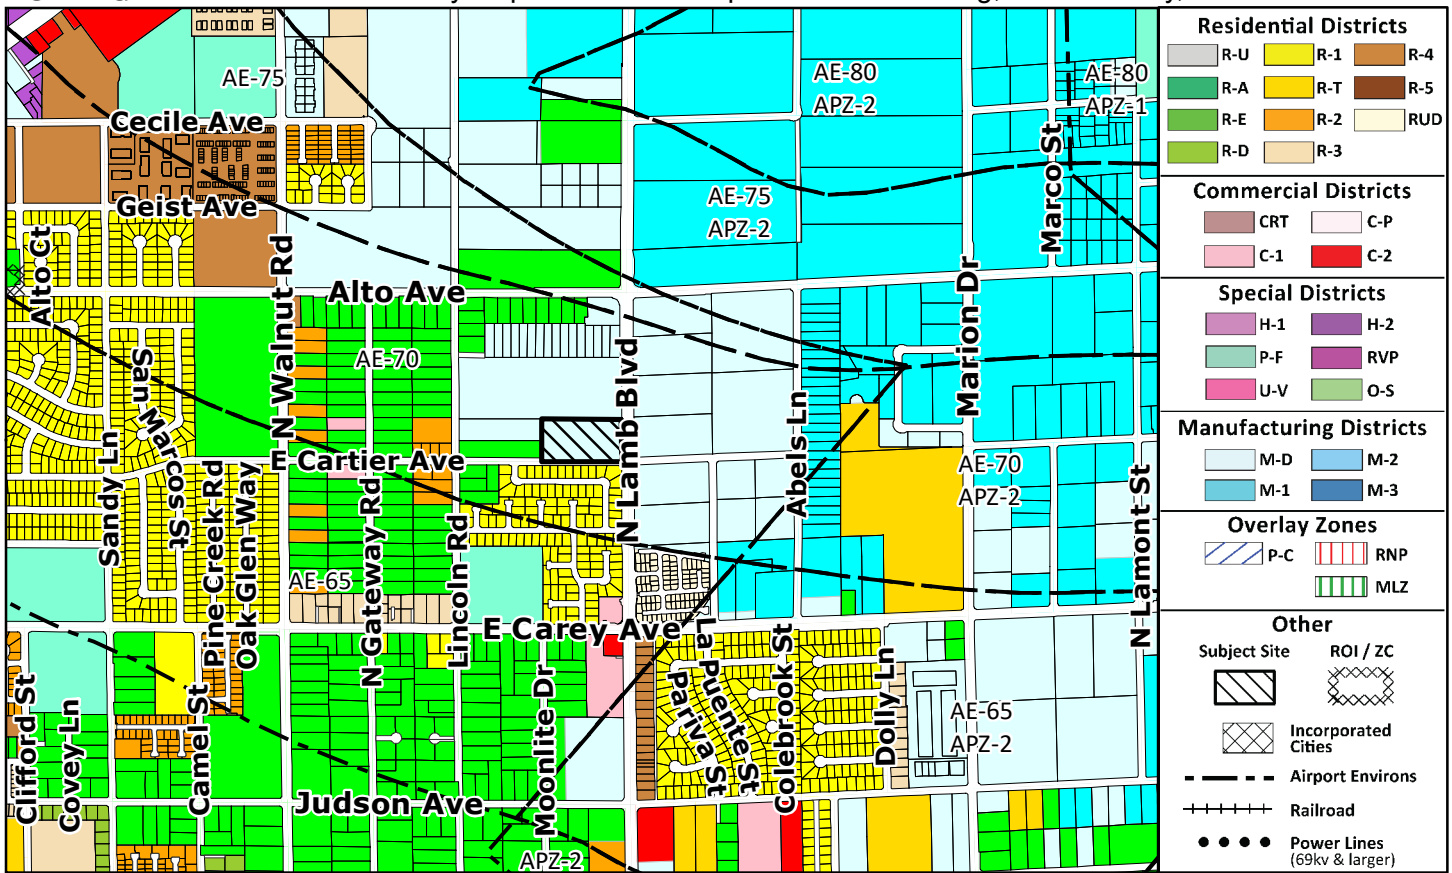 AE-75
AE-80
APZ-2
AE-80
APZ-1
Cecile Ave
Geist Ave
AE-75
APZ-2
Marco St
Alto Ct
N Walnut Rd
Alto Ave
Marion Dr
AE-70
San Marcos St
N Lamb Blvd
Abels Ln
Sandy Ln
E Cartier Ave
Pine Creek Rd
Oak Glen Way
N Gateway Rd
Lincoln Rd
AE-70
APZ-2
N Lamont St
AE-65
E Carey Ave
Clifford St
Covey Ln
Camel St
Moonlite Dr
La Puente St
Pariva St
Colebrook St
Dolly Ln
AE-65
APZ-2
Judson Ave
APZ-2
Residential Districts
R-U
R-1
R-4
R-A
R-T
R-5
R-E
R-2
RUD
R-D
R-3
Commercial Districts
CRT
C-P
C-1
C-2
Special Districts
H-1
H-2
P-F
RVP
U-V
O-S
Manufacturing Districts
M-D
M-2
M-1
M-3
Overlay Zones
P-C
RNP
MLZ
Other
Subject Site
ROI / ZC
Incorporated
Cities
Airport Environs
Railroad
Power Lines
(69kv & larger)